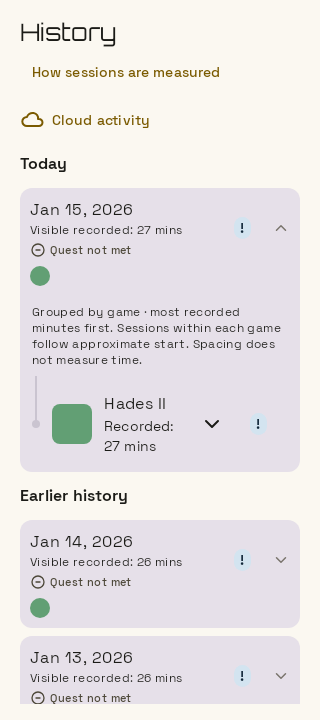 History
How sessions are measured
Cloud activity
Today
Jan 15, 2026
Visible recorded: 27 mins
!
Quest not met
Grouped by game · most recorded
minutes first. Sessions within each game
follow approximate start. Spacing does
not measure time.
Hades II
Recorded:
27 mins
!
Earlier history
Jan 14, 2026
Visible recorded: 26 mins
!
Quest not met
Jan 13, 2026
Visible recorded: 26 mins
!
Quest not met